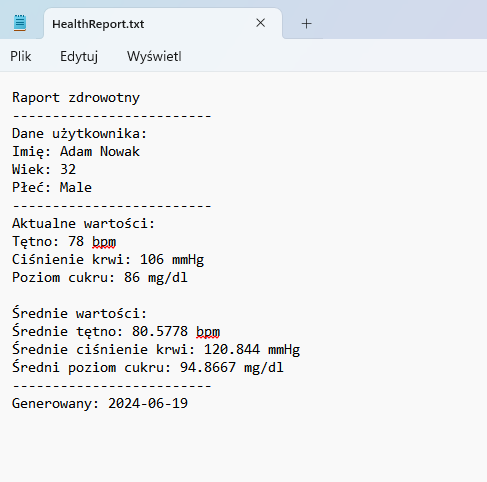 HealthReport.txt
Plik Edytuj Wyświetl
Raport zdrowotny
-------------------------
Dane użytkownika:
Imię: Adam Nowak
Wiek: 32
Płeć: Male
-------------------------
Aktualne wartości:
Tętno: 78 bpm
Ciśnienie krwi: 106 mmHg
Poziom cukru: 86 mg/dl
Średnie wartości:
Średnie tętno: 80.5778 bpm
Średnie ciśnienie krwi: 120.844 mmHg
Średni poziom cukru: 94.8667 mg/dl
-------------------------
Generowany: 2024-06-19